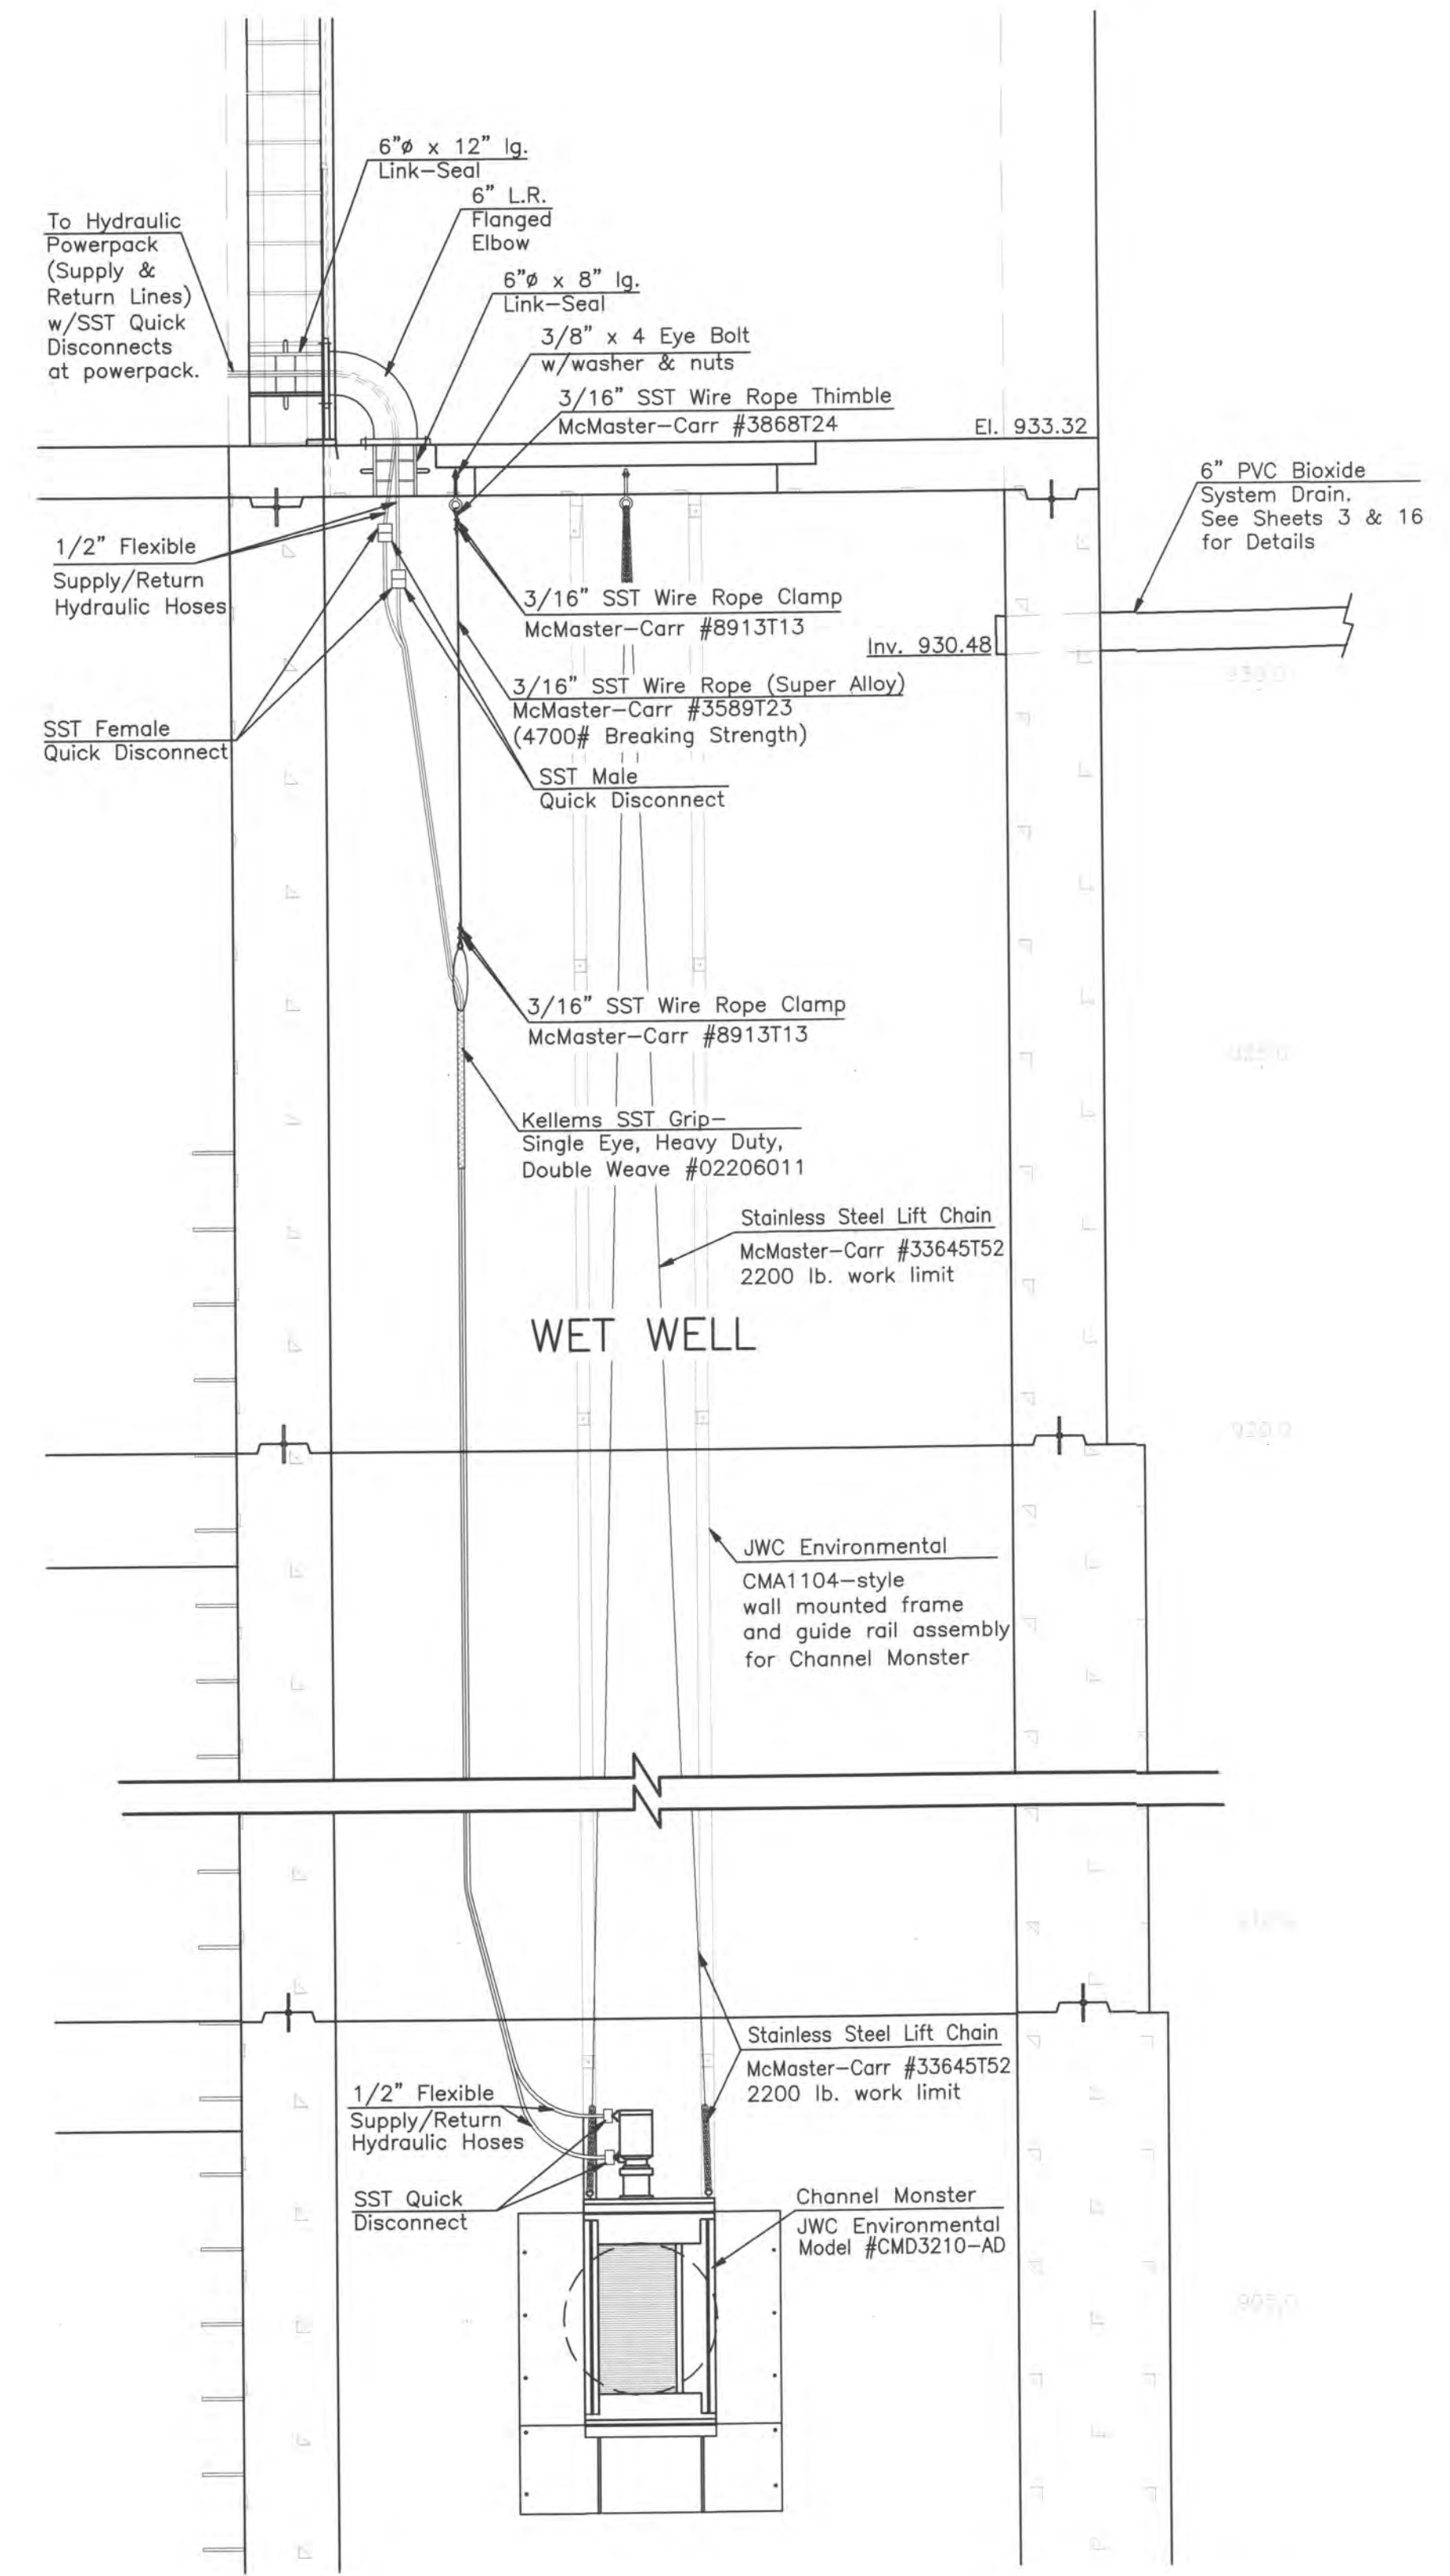 6"ø x 12" lg.
Link-Seal
6" L.R.
Flanged
Elbow
To Hydraulic
Powerpack
(Supply &
Return Lines)
w/SST Quick
Disconnects
at powerpack.
6"ø x 8" lg.
Link-Seal
3/8" x 4 Eye Bolt
w/washer & nuts
3/16" SST Wire Rope Thimble
McMaster-Carr #3868T24
El. 933.32
6" PVC Bioxide
System Drain.
See Sheets 3 & 16
for Details
1/2" Flexible
Supply/Return
Hydraulic Hoses
3/16" SST Wire Rope Clamp
McMaster-Carr #8913T13
Inv. 930.48
930.0
3/16" SST Wire Rope (Super Alloy)
McMaster-Carr #3589T23
(4700# Breaking Strength)
SST Female
Quick Disconnect
SST Male
Quick Disconnect
3/16" SST Wire Rope Clamp
McMaster-Carr #8913T13
925.0
Kellems SST Grip-
Single Eye, Heavy Duty,
Double Weave #02206011
Stainless Steel Lift Chain
McMaster-Carr #33645T52
2200 lb. work limit
WET WELL
920.0
JWC Environmental
CMA1104-style
wall mounted frame
and guide rail assembly
for Channel Monster
Stainless Steel Lift Chain
McMaster-Carr #33645T52
2200 lb. work limit
1/2" Flexible
Supply/Return
Hydraulic Hoses
SST Quick
Disconnect
Channel Monster
JWC Environmental
Model #CMD3210-AD
905.0